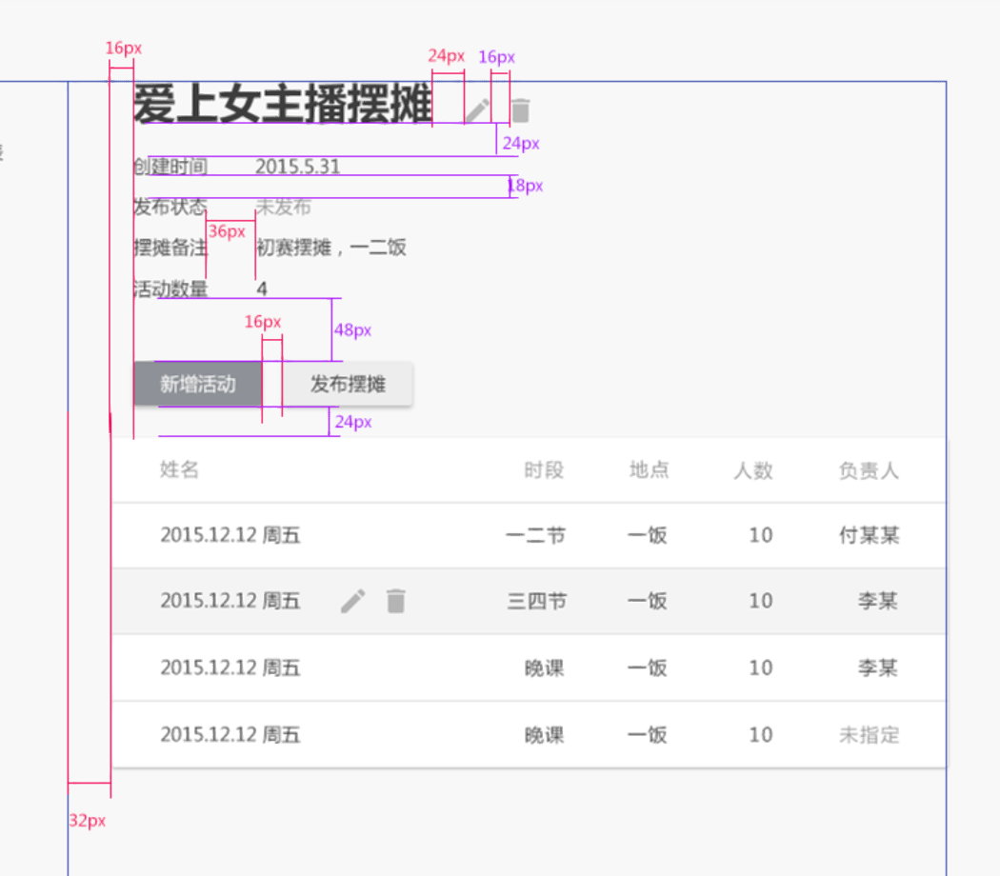 16px
24px
16px
爱上女主播摆摊
24px
创建时间 2015.5.31
18px
发布状态 未发布
36px
摆摊备注 初赛摆摊，一二饭
活动数量 4
16px
48px
新增活动 发布摆摊
24px
姓名 时段 地点 人数 负责人
2015.12.12 周五 一二节 一饭 10 付某某
2015.12.12 周五 三四节 一饭 10 李某
2015.12.12 周五 晚课 一饭 10 李某
2015.12.12 周五 晚课 一饭 10 未指定
32px